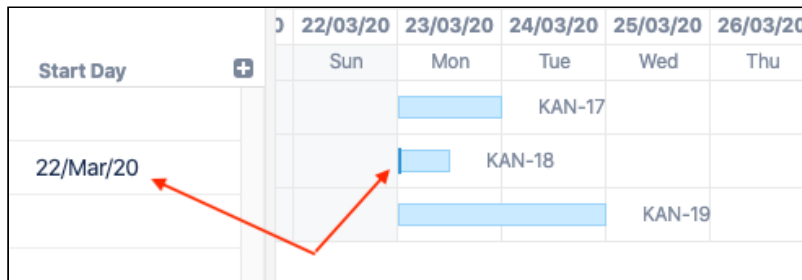 22/03/20 23/03/20 24/03/20 25/03/20 26/03/20
Start Day
Sun Mon Tue Wed Thu
KAN-17
22/Mar/20
KAN-18
KAN-19